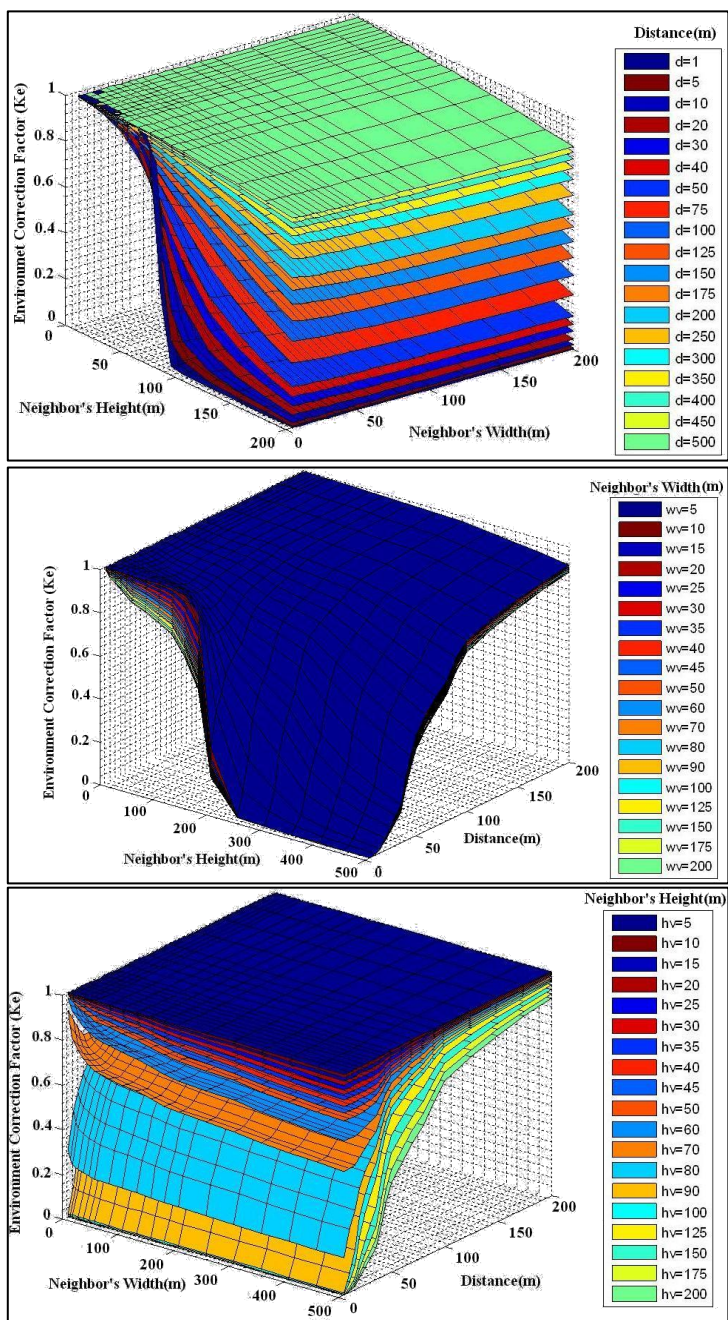 Distance(m)
d=1
d=5
d=10
d=20
d=30
d=40
d=50
d=75
d=100
d=125
d=150
d=175
d=200
d=250
d=300
d=350
d=400
d=450
d=500
Environmet Correction Factor (Ke)
1
0.8
0.6
0.4
0.2
0
0
50
100
150
200
Neighbor's Height(m)
0
50
100
150
200
Neighbor's Width(m)
Neighbor's Width(m)
wv=5
wv=10
wv=15
wv=20
wv=25
wv=30
wv=35
wv=40
wv=45
wv=50
wv=60
wv=70
wv=80
wv=90
wv=100
wv=125
wv=150
wv=175
wv=200
Environment Correction Factor (Ke)
1
0.8
0.6
0.4
0.2
0
0
100
200
300
400
500
Neighbor's Height(m)
0
50
100
150
200
Distance(m)
Neighbor's Height(m)
hv=5
hv=10
hv=15
hv=20
hv=25
hv=30
hv=35
hv=40
hv=45
hv=50
hv=60
hv=70
hv=80
hv=90
hv=100
hv=125
hv=150
hv=175
hv=200
Environment Correction Factor (Ke)
1
0.8
0.6
0.4
0.2
0
0
100
200
300
400
500
Neighbor's Width(m)
0
50
100
150
200
Distance(m)